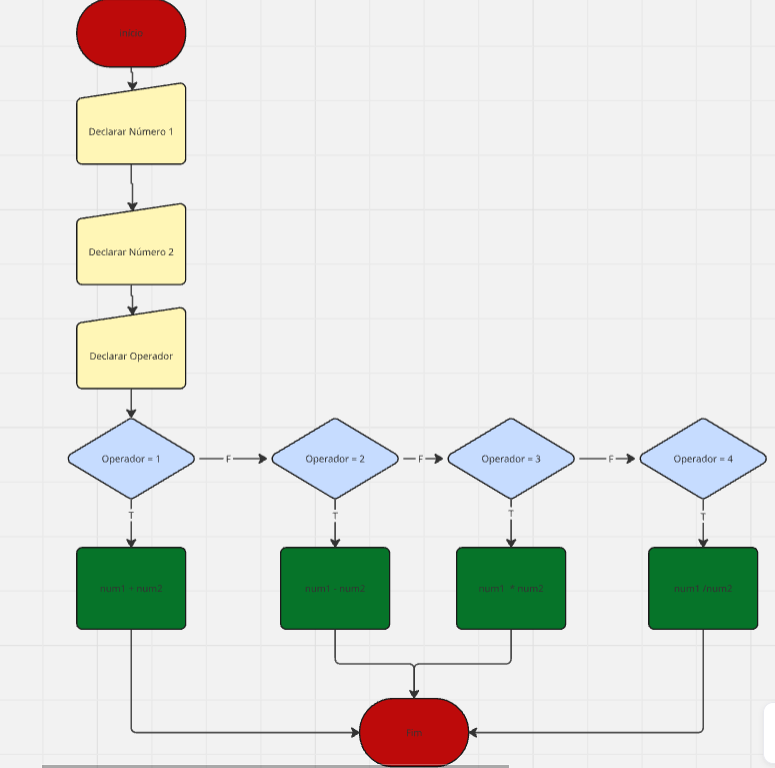 Inicio
Declarar Número 1
Declarar Número 2
Declarar Operador
Operador = 1
F
Operador = 2
F
Operador = 3
F
Operador = 4
T
T
T
T
num1 + num2
num1 - num2
num1 * num2
num1 /num2